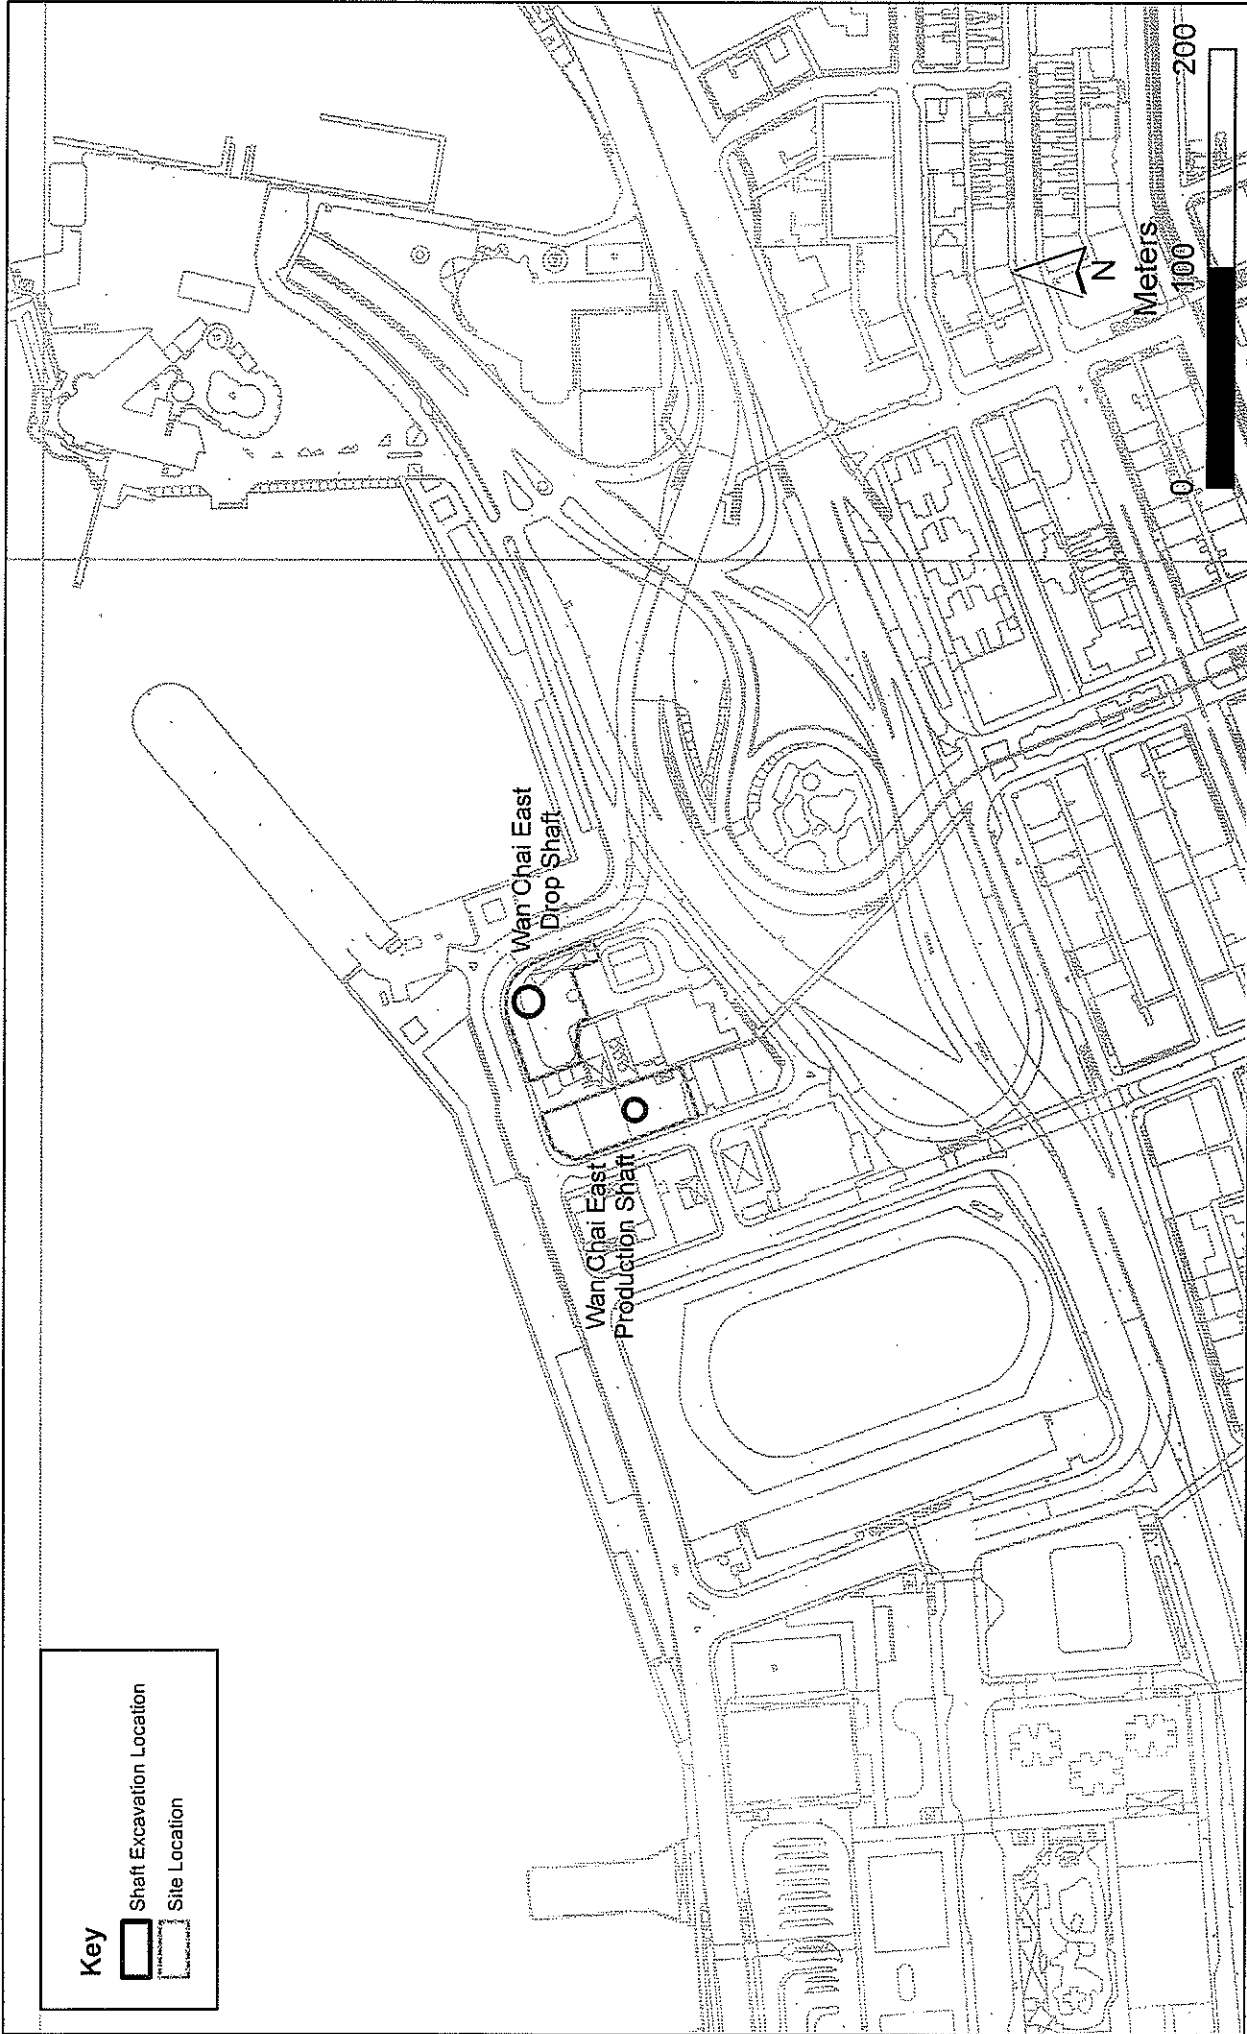 Key
Shaft Excavation Location
Site Location
Wan Chai East
Production Shaft
Wan Chai East
Drop Shaft
N
Meters
0
100
200